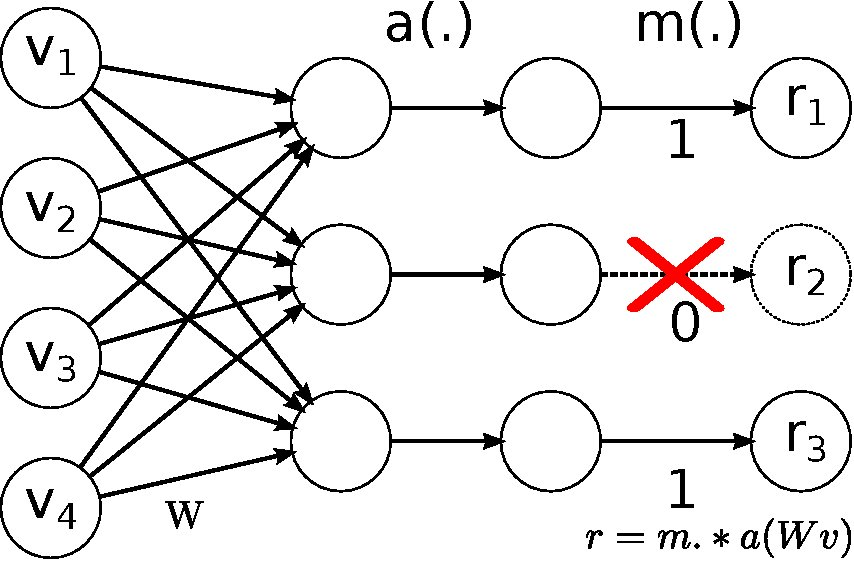 a(.) m(.)
v₁ r₁
1
v₂
r₂
0
v₃
r₃
1
v₄ w
r = m. * a(Wv)